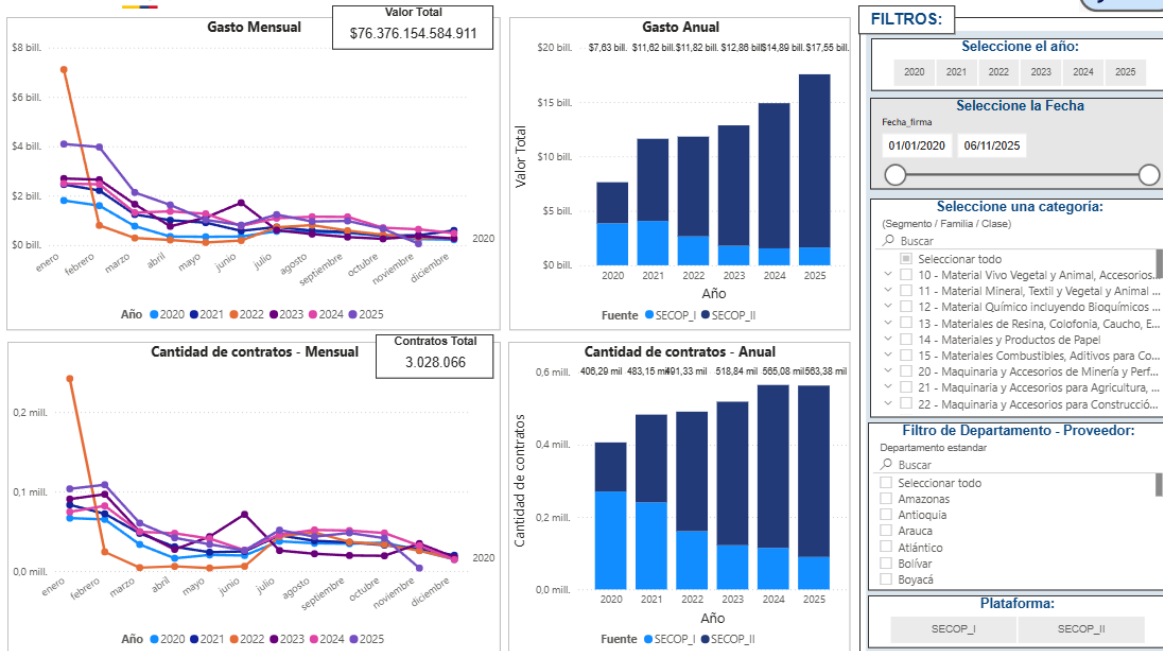 Gasto Mensual
Valor Total
$76.376.154.584.911
$8 bill.
$6 bill.
$4 bill.
$2 bill.
$0 bill.
2020
enero
febrero
marzo
abril
mayo
junio
julio
agosto
septiembre
octubre
noviembre
diciembre
Año 2020 2021 2022 2023 2024 2025
Gasto Anual
$20 bill.
$7,63 bill. $11,62 bill. $11,82 bill. $12,86 bill. $14,89 bill. $17,55 bill.
$15 bill.
$10 bill.
$5 bill.
$0 bill.
Valor Total
2020 2021 2022 2023 2024 2025
Año
Fuente SECOP_I SECOP_II
Cantidad de contratos - Mensual
Contratos Total
3.028.066
0,2 mill.
0,1 mill.
0,0 mill.
2020
enero
febrero
marzo
abril
mayo
junio
julio
agosto
septiembre
octubre
noviembre
diciembre
Año 2020 2021 2022 2023 2024 2025
Cantidad de contratos - Anual
0,6 mill.
406,29 mil 483,15 mil 491,33 mil 518,84 mil 565,08 mil 563,38 mil
0,4 mill.
0,2 mill.
0,0 mill.
Cantidad de contratos
2020 2021 2022 2023 2024 2025
Año
Fuente SECOP_I SECOP_II
FILTROS:
Seleccione el año:
2020 2021 2022 2023 2024 2025
Seleccione la Fecha
Fecha_firma
01/01/2020 06/11/2025
Seleccione una categoría:
(Segmento / Familia / Clase)
Buscar
Seleccionar todo
10 - Material Vivo Vegetal y Animal, Accesorios...
11 - Material Mineral, Textil y Vegetal y Animal ...
12 - Material Químico incluyendo Bioquímicos ...
13 - Materiales de Resina, Colofonia, Caucho, E...
14 - Materiales y Productos de Papel
15 - Materiales Combustibles, Aditivos para Co...
20 - Maquinaria y Accesorios de Minería y Perf...
21 - Maquinaria y Accesorios para Agricultura, ...
22 - Maquinaria y Accesorios para Construcció...
Filtro de Departamento - Proveedor:
Departamento estandar
Buscar
Seleccionar todo
Amazonas
Antioquia
Arauca
Atlántico
Bolívar
Boyacá
Plataforma:
SECOP_I SECOP_II